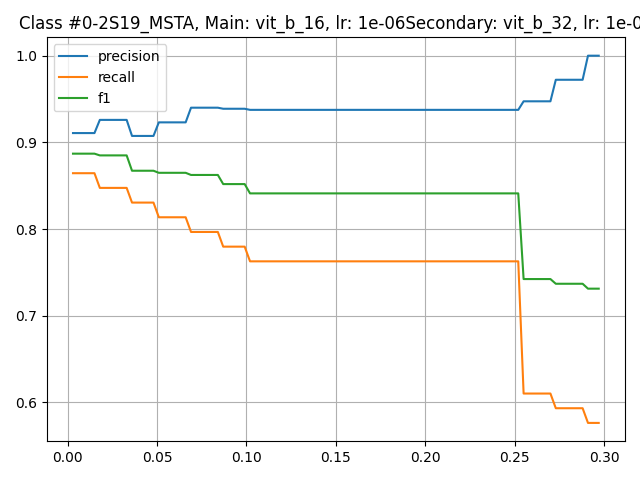 Class #0-2S19_MSTA, Main: vit_b_16, lr: 1e-06Secondary: vit_b_32, lr: 1e-0
precision
recall
f1
1.0
0.9
0.8
0.7
0.6
0.00 0.05 0.10 0.15 0.20 0.25 0.30